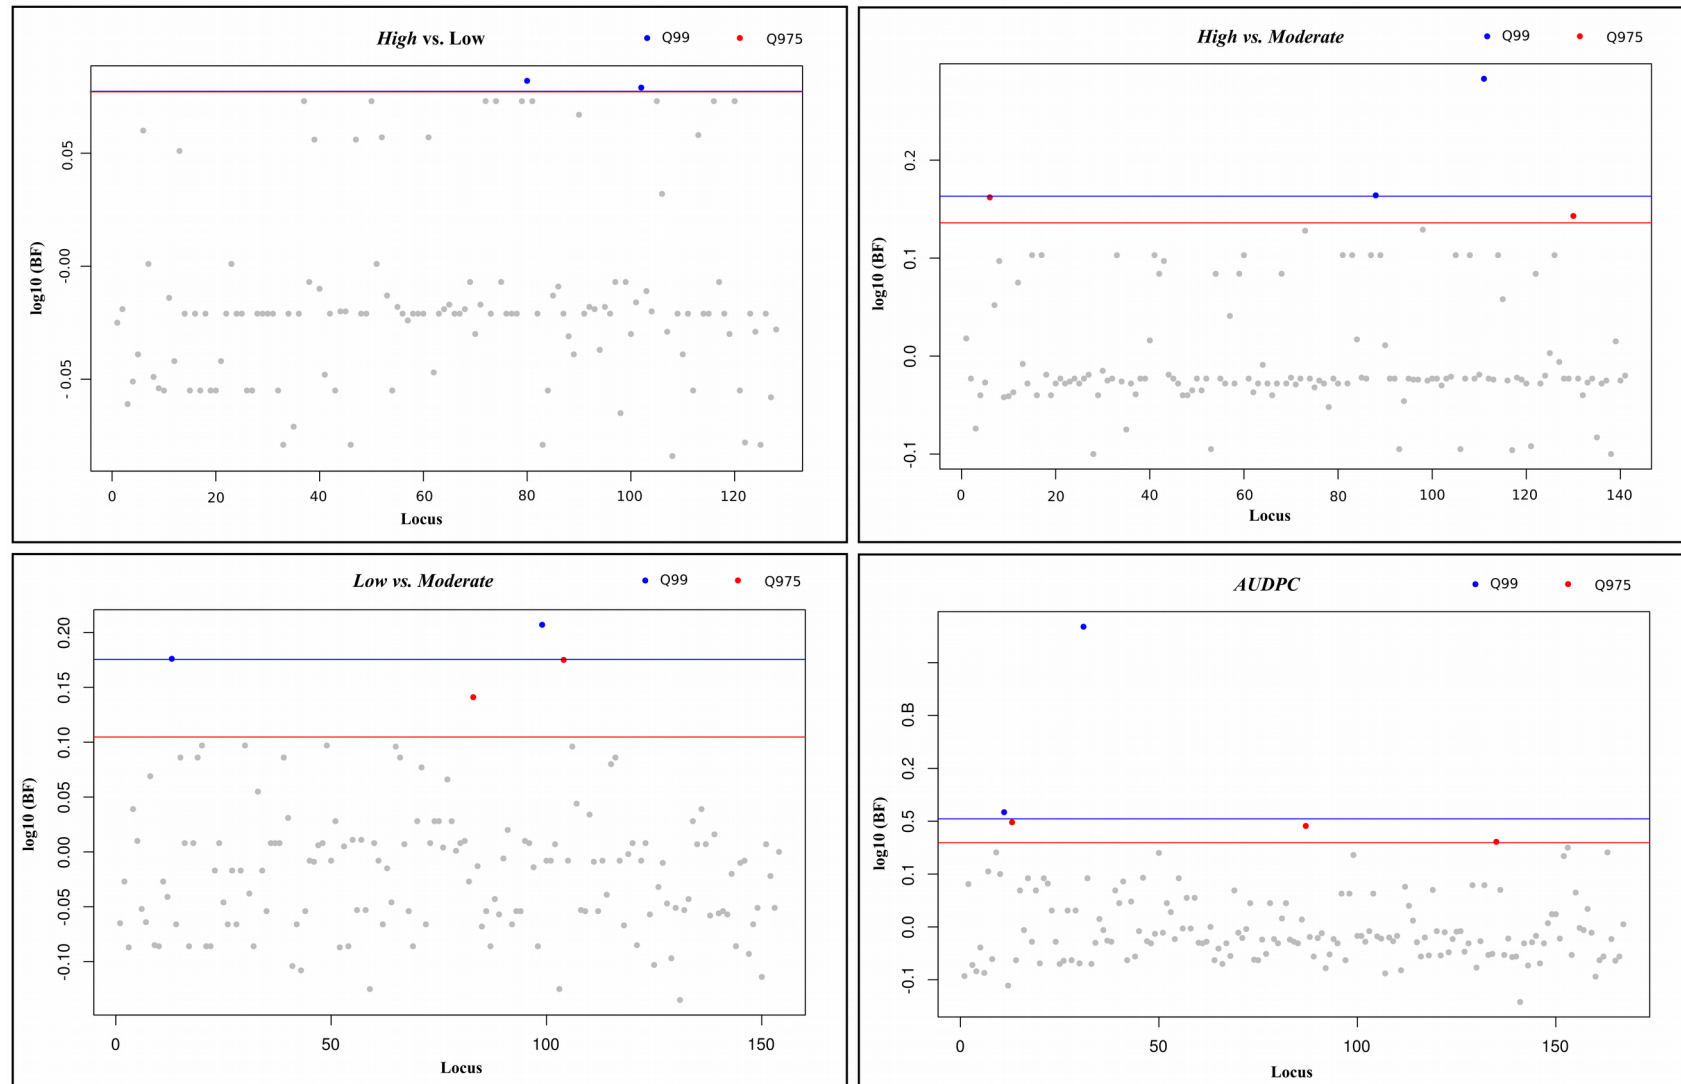 High vs. Low
Q99
Q975
log10 (BF)
0.05
-0.00
-0.05
0
20
40
60
80
100
120
Locus
High vs. Moderate
Q99
Q975
log10 (BF)
0.2
0.1
0.0
-0.1
0
20
40
60
80
100
120
140
Locus
Low vs. Moderate
Q99
Q975
log10 (BF)
0.20
0.15
0.10
0.05
0.00
-0.05
-0.10
0
50
100
150
Locus
AUDPC
Q99
Q975
log10 (BF)
0.B
0.2
0.5
0.1
0.0
-0.1
0
50
100
150
Locus